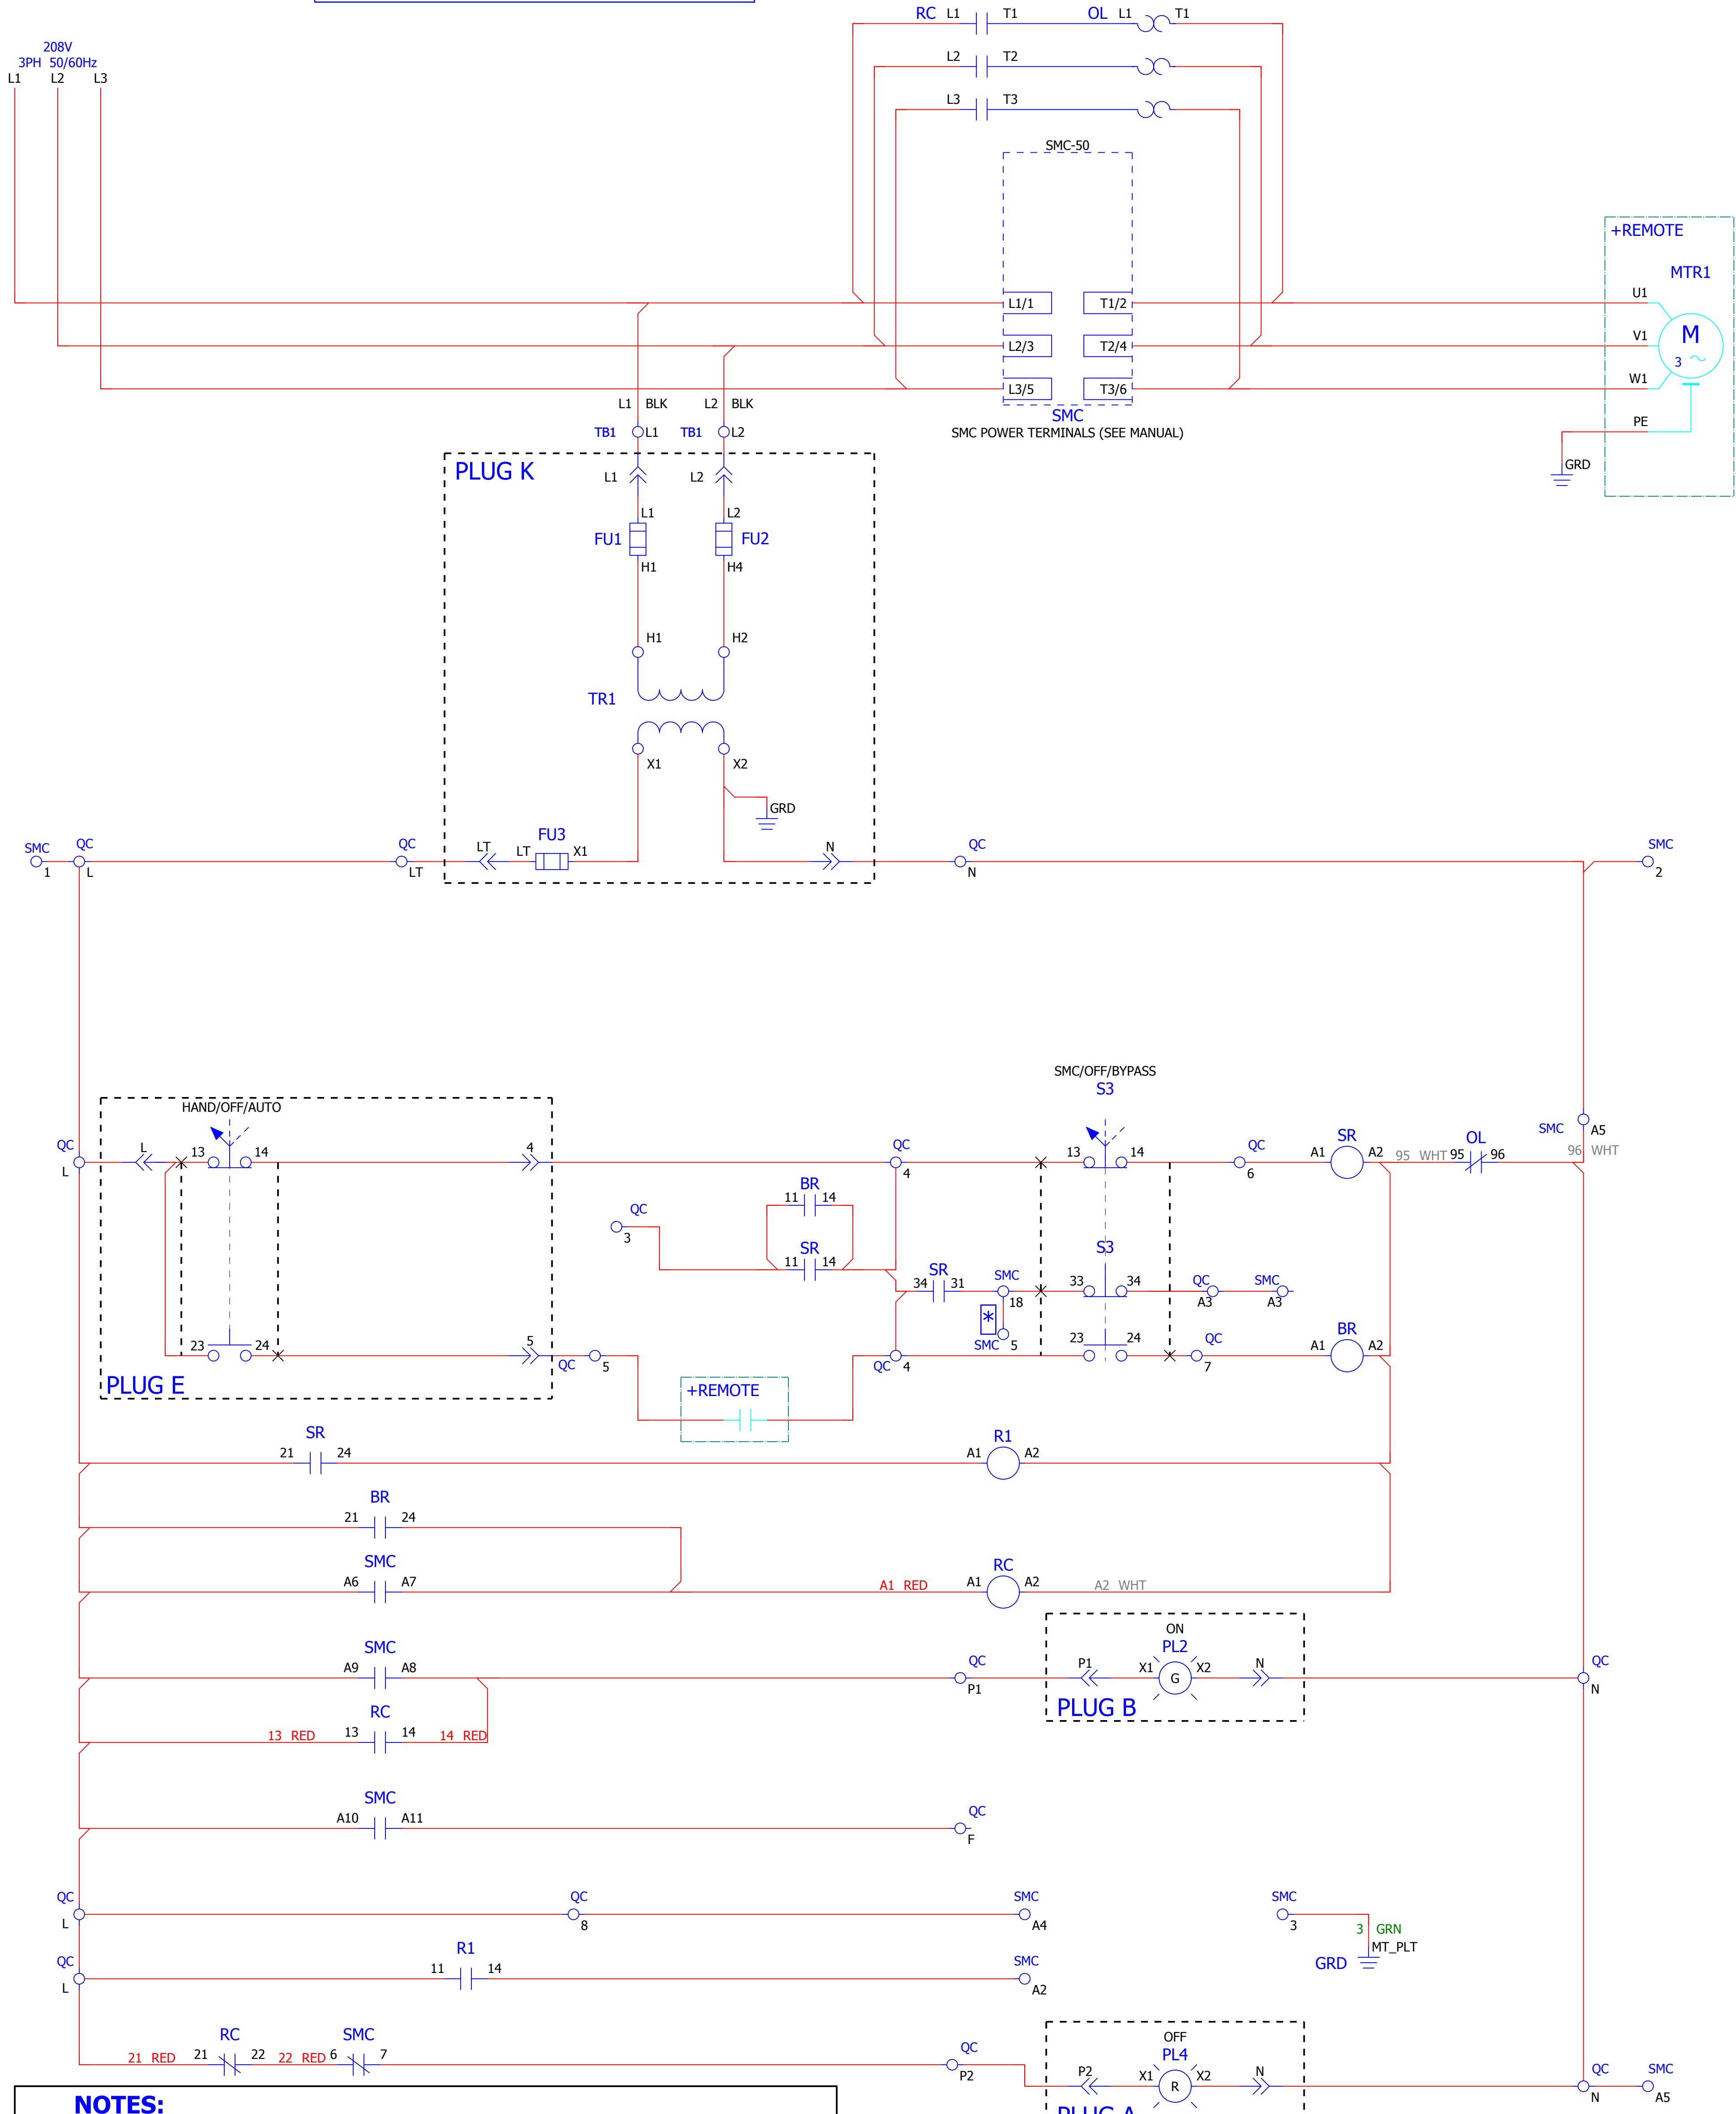 RC L1 T1 OL L1 T1
208V
3PH 50/60Hz
L1 L2 L3
L2 T2
L3 T3
SMC-50
+REMOTE
MTR1
U1
L1/1 T1/2
V1
M
3
L2/3 T2/4
W1
L3/5 T3/6
L1 BLK L2 BLK
SMC
PE
TB1 L1 TB1 L2
SMC POWER TERMINALS (SEE MANUAL)
PLUG K
GRD
L1 L2
L1 L2
FU1 FU2
H1 H4
H1 H2
TR1
X1 X2
GRD
FU3
SMC QC QC LT LT X1 N QC SMC
1 L LT N 2
SMC/OFF/BYPASS
S3
HAND/OFF/AUTO
QC L 13 14 4 QC 13 14 QC SR OL SMC A5
A1 A2 95 WHT 95 96 96 WHT
L 4 6
BR
11 14
QC
3
SR
11 14
S3
SR
34 31 SMC 33 34 QC SMC
18 A3 A3
*
23 24 5 SMC 5 23 24 QC BR
A1 A2
QC 5 QC 4 7
PLUG E
+REMOTE
SR R1
21 24 A1 A2
BR
21 24
SMC RC
A6 A7 A1 RED A1 A2 A2 WHT
ON
SMC PL2
A9 A8 QC P1 X1 G X2 N QC
P1 N
PLUG B
RC
13 RED 13 14 14 RED
SMC
A10 A11 QC
F
QC QC SMC SMC
L 8 A4 3
3 GRN
MT_PLT
GRD
QC R1 SMC
L 11 14 A2
RC SMC OFF
21 RED 21 22 22 RED 6 7 QC PL4
P2 P2 X1 R X2 N QC SMC
N A5
NOTES:
PLUG A